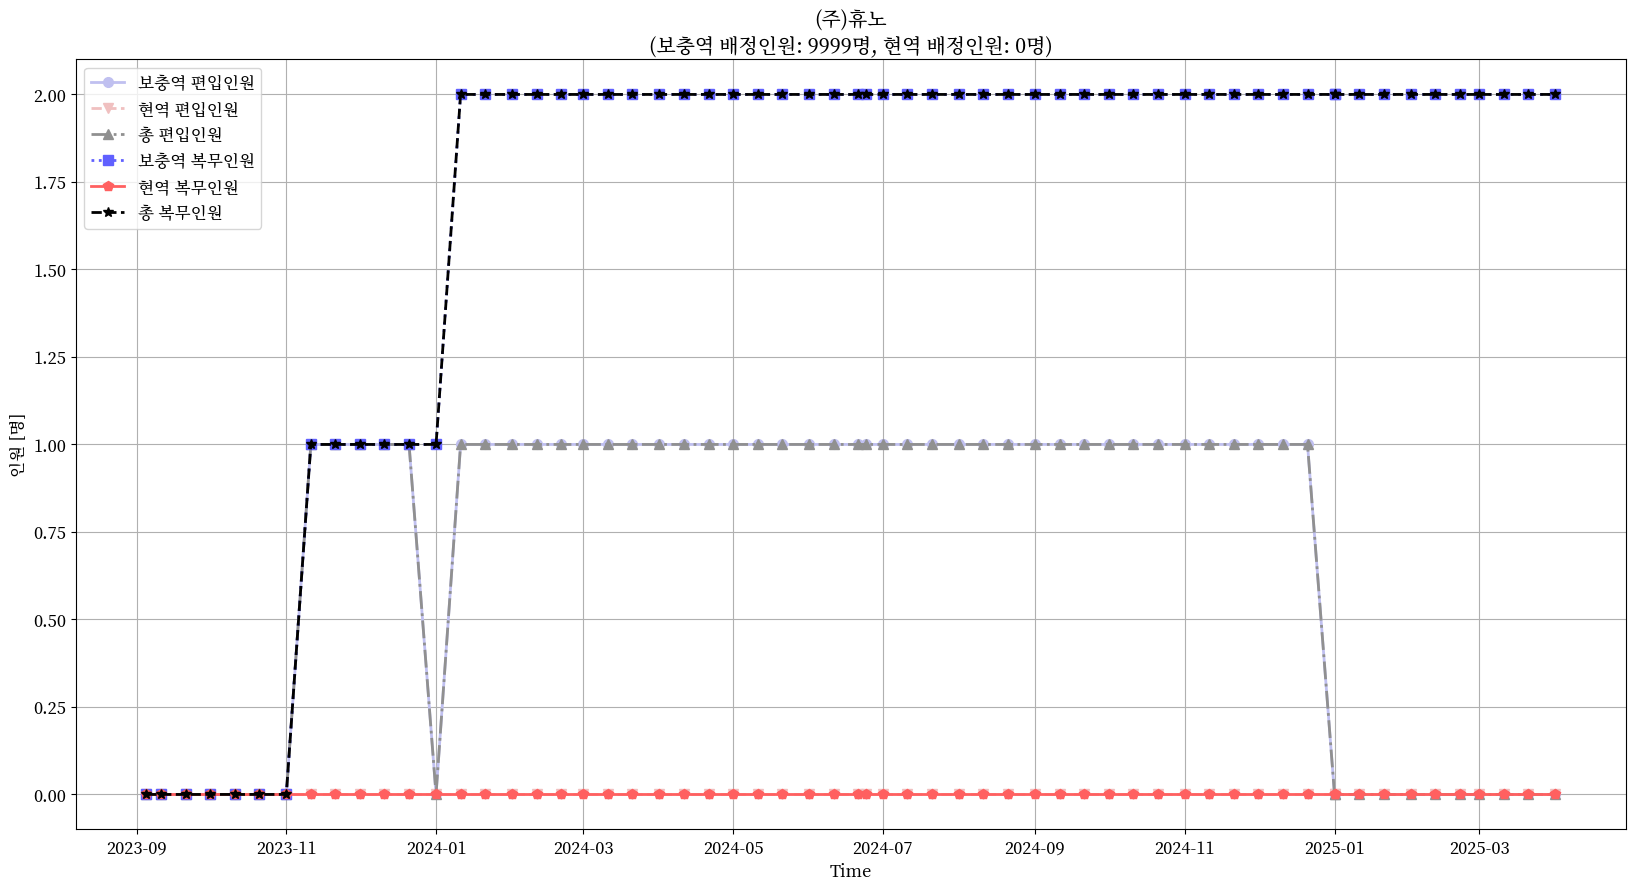 (주)휴노
(보충역 배정인원: 9999명, 현역 배정인원: 0명)
보충역 편입인원
현역 편입인원
총 편입인원
보충역 복무인원
현역 복무인원
총 복무인원
2.00
1.75
1.50
1.25
1.00
0.75
0.50
0.25
0.00
인원 [명]
2023-09
2023-11
2024-01
2024-03
2024-05
2024-07
2024-09
2024-11
2025-01
2025-03
Time